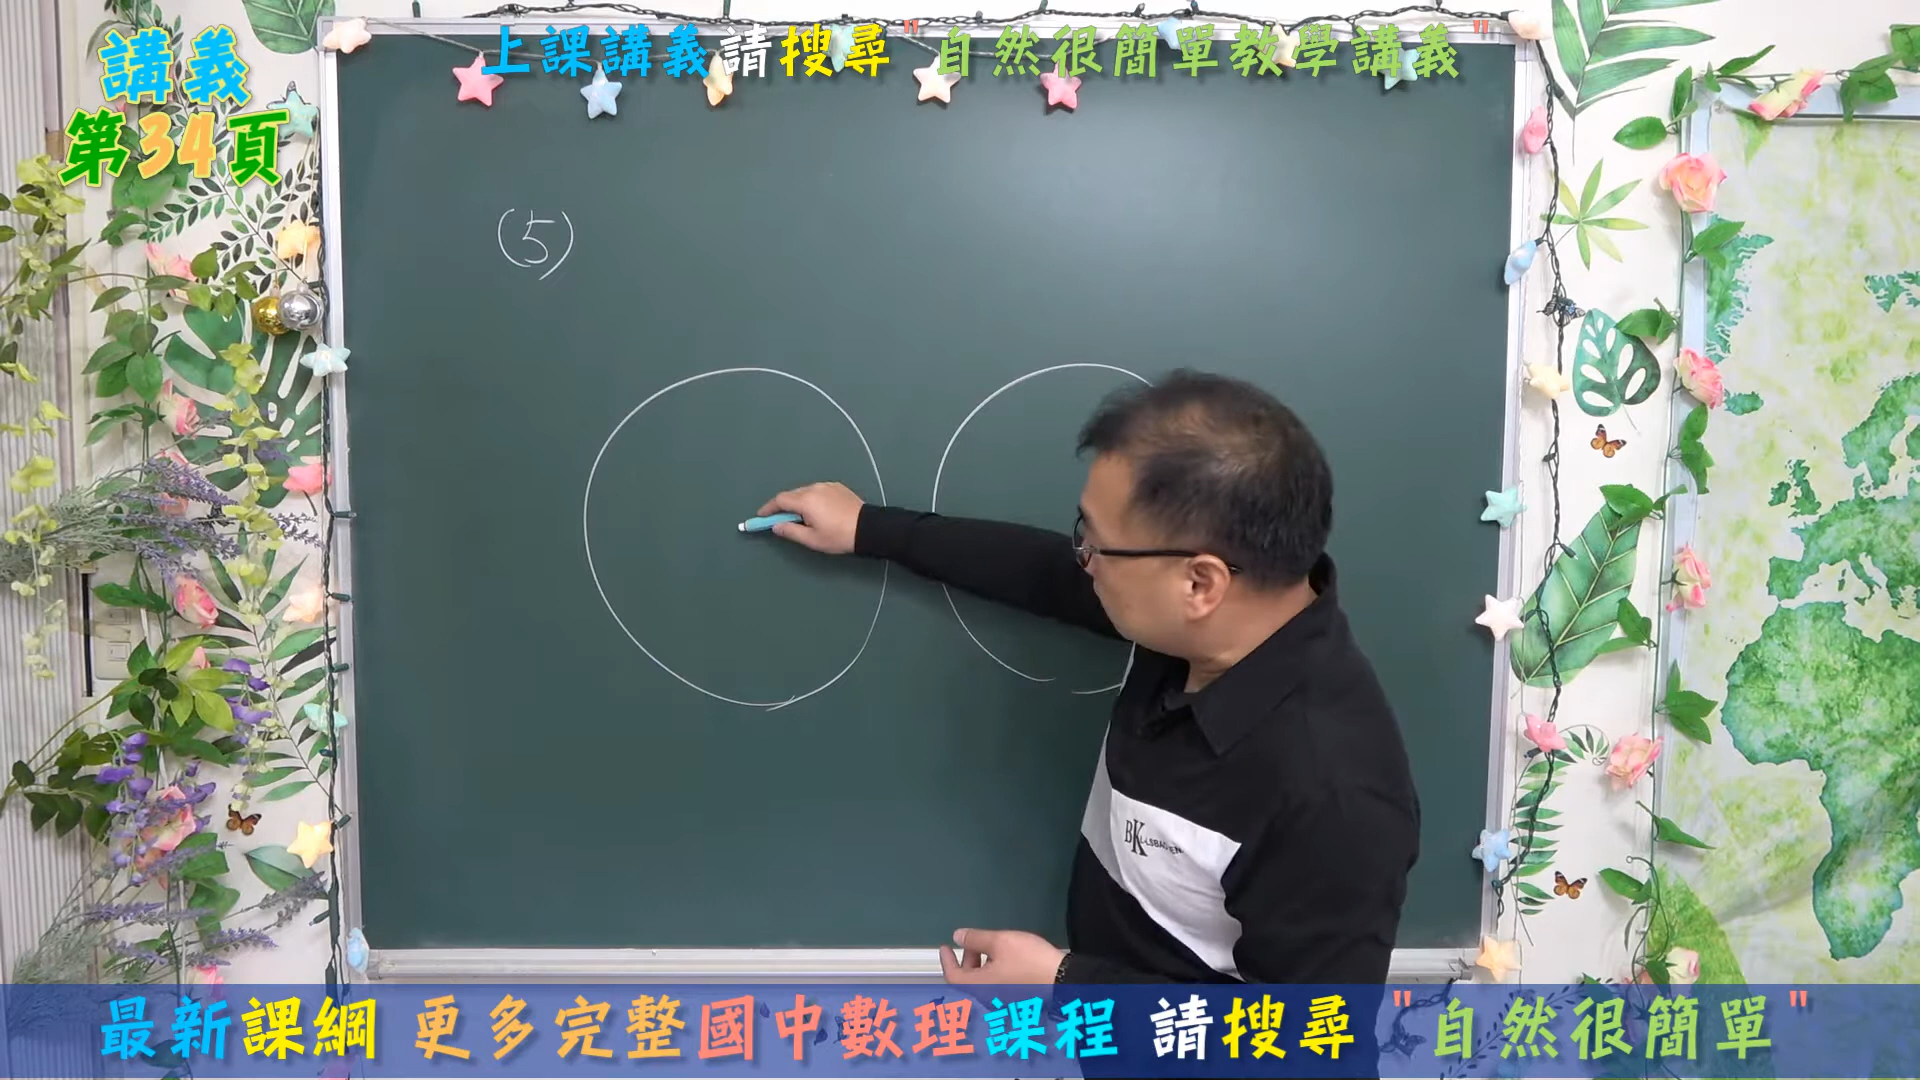 上課講義請搜尋"自然很簡單教學講義"
講義
第34頁
(5)
BK
最新課綱 更多完整國中數理課程 請搜尋"自然很簡單"